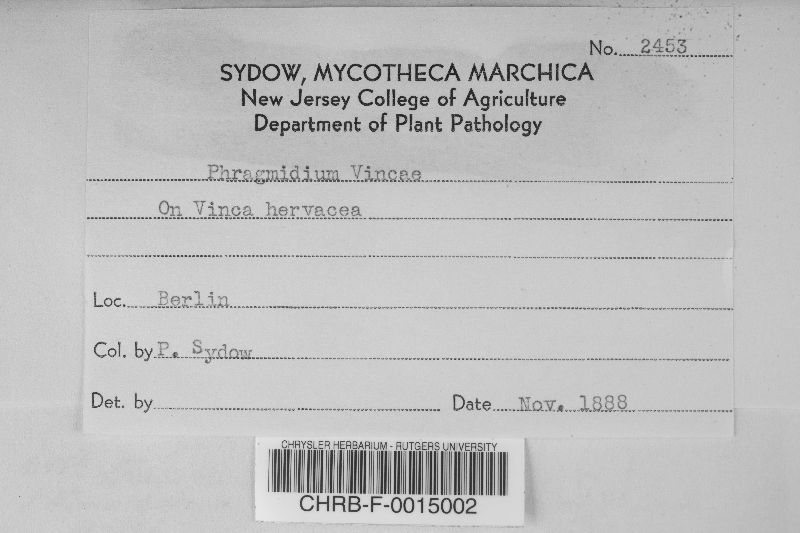 No. 2453
SYDOW, MYCOTHECA MARCHICA
New Jersey College of Agriculture
Department of Plant Pathology
Phragmidium Vincae
On Vinca hervacea
Loc. Berlin
Col. by P. Sydow
Det. by Date Nov. 1888
CHRYSLER HERBARIUM - RUTGERS UNIVERSITY
CHRB-F-0015002